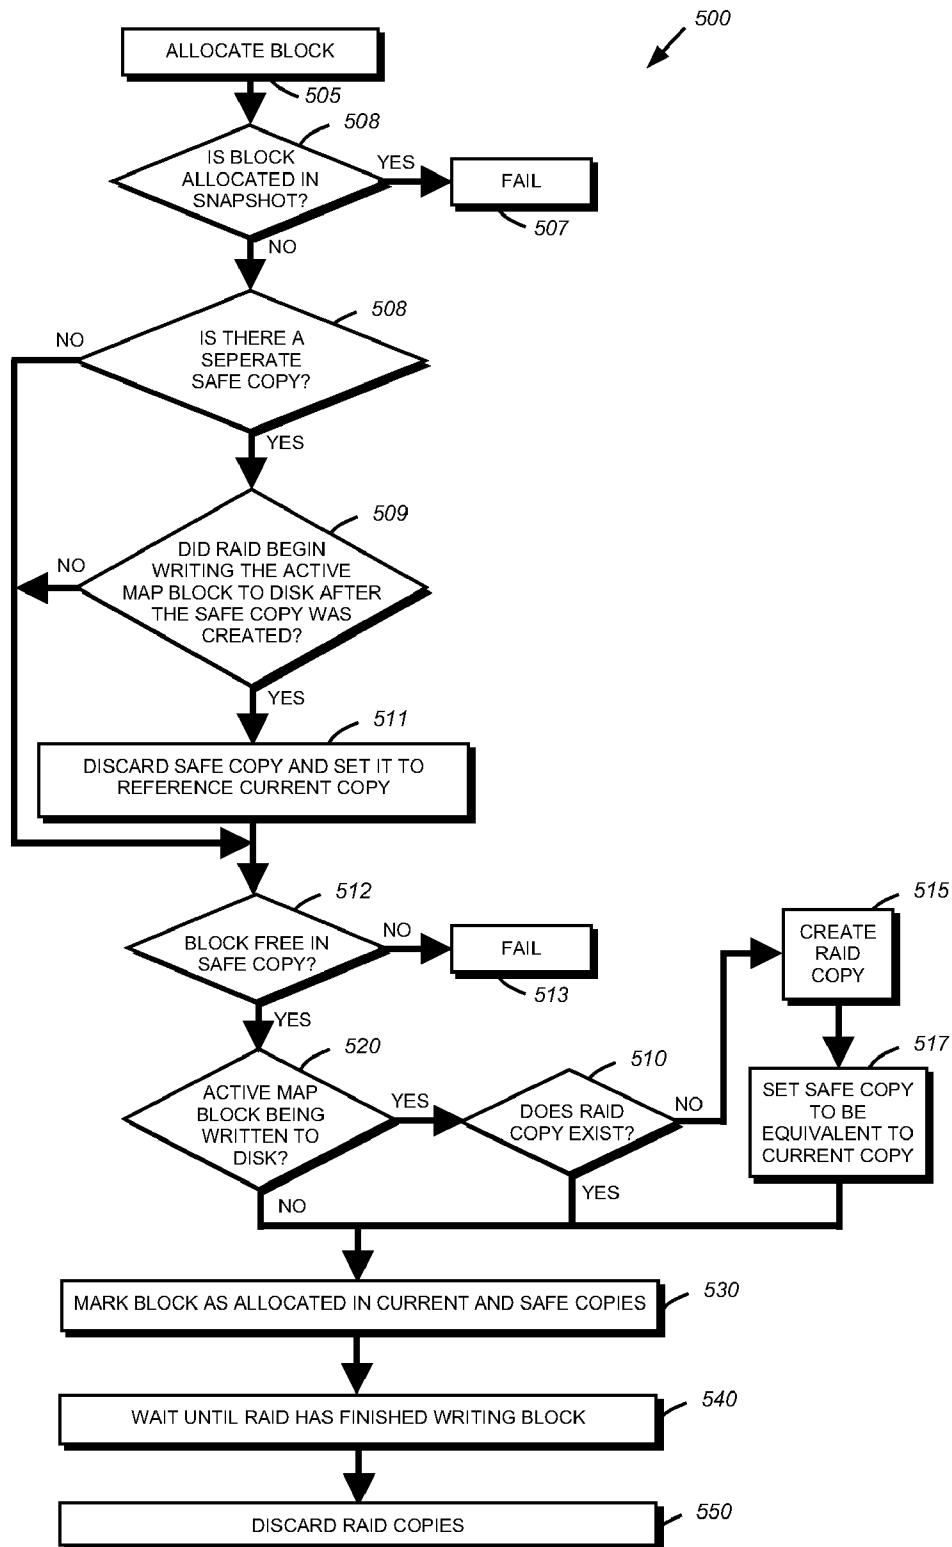 500
ALLOCATE BLOCK
505
508
IS BLOCK
ALLOCATED IN
SNAPSHOT?
YES
FAIL
507
NO
508
NO
IS THERE A
SEPERATE
SAFE COPY?
YES
509
NO
DID RAID BEGIN
WRITING THE ACTIVE
MAP BLOCK TO DISK AFTER
THE SAFE COPY WAS
CREATED?
YES
511
DISCARD SAFE COPY AND SET IT TO
REFERENCE CURRENT COPY
512
BLOCK FREE IN
SAFE COPY?
NO
FAIL
513
515
CREATE
RAID
COPY
YES
520
ACTIVE MAP
BLOCK BEING
WRITTEN TO
DISK?
YES
510
DOES RAID
COPY EXIST?
NO
517
SET SAFE COPY
TO BE
EQUIVALENT TO
CURRENT COPY
NO
YES
MARK BLOCK AS ALLOCATED IN CURRENT AND SAFE COPIES
530
WAIT UNTIL RAID HAS FINISHED WRITING BLOCK
540
DISCARD RAID COPIES
550